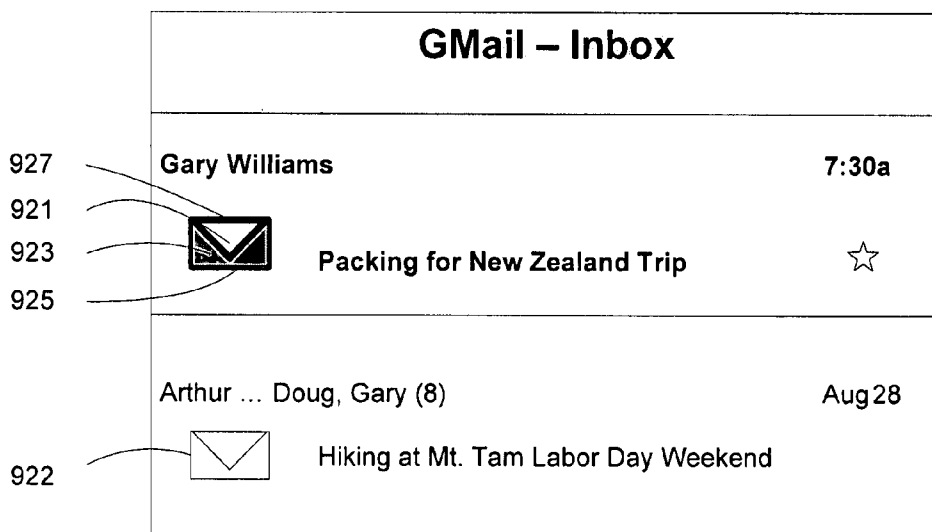 GMail – Inbox
927
Gary Williams 7:30a
921
923
Packing for New Zealand Trip
925
Arthur ... Doug, Gary (8) Aug 28
922
Hiking at Mt. Tam Labor Day Weekend